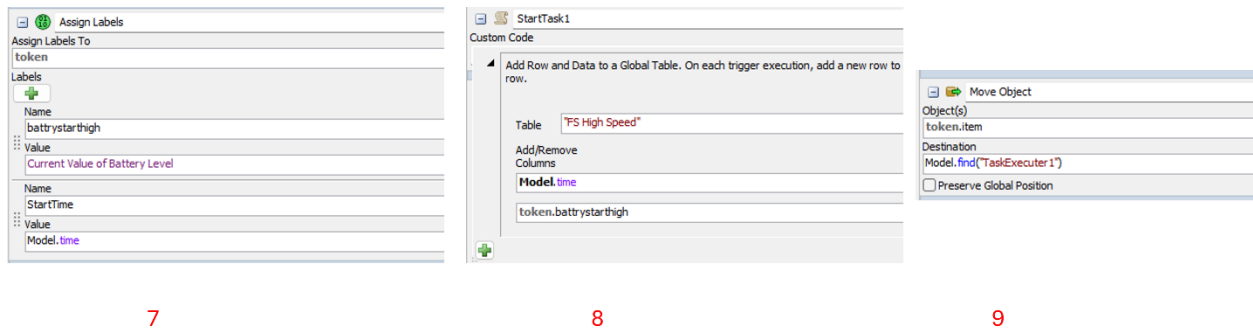 Assign Labels
Assign Labels To
token
Labels
Name
battrystarthigh
Value
Current Value of Battery Level
Name
StartTime
Value
Model.time
7
StartTask1
Custom Code
Add Row and Data to a Global Table. On each trigger execution, add a new row to
row.
Table "FS High Speed"
Add/Remove
Columns
Model.time
token.battrystarthigh
8
Move Object
Object(s)
token.item
Destination
Model.find("TaskExecuter1")
Preserve Global Position
9